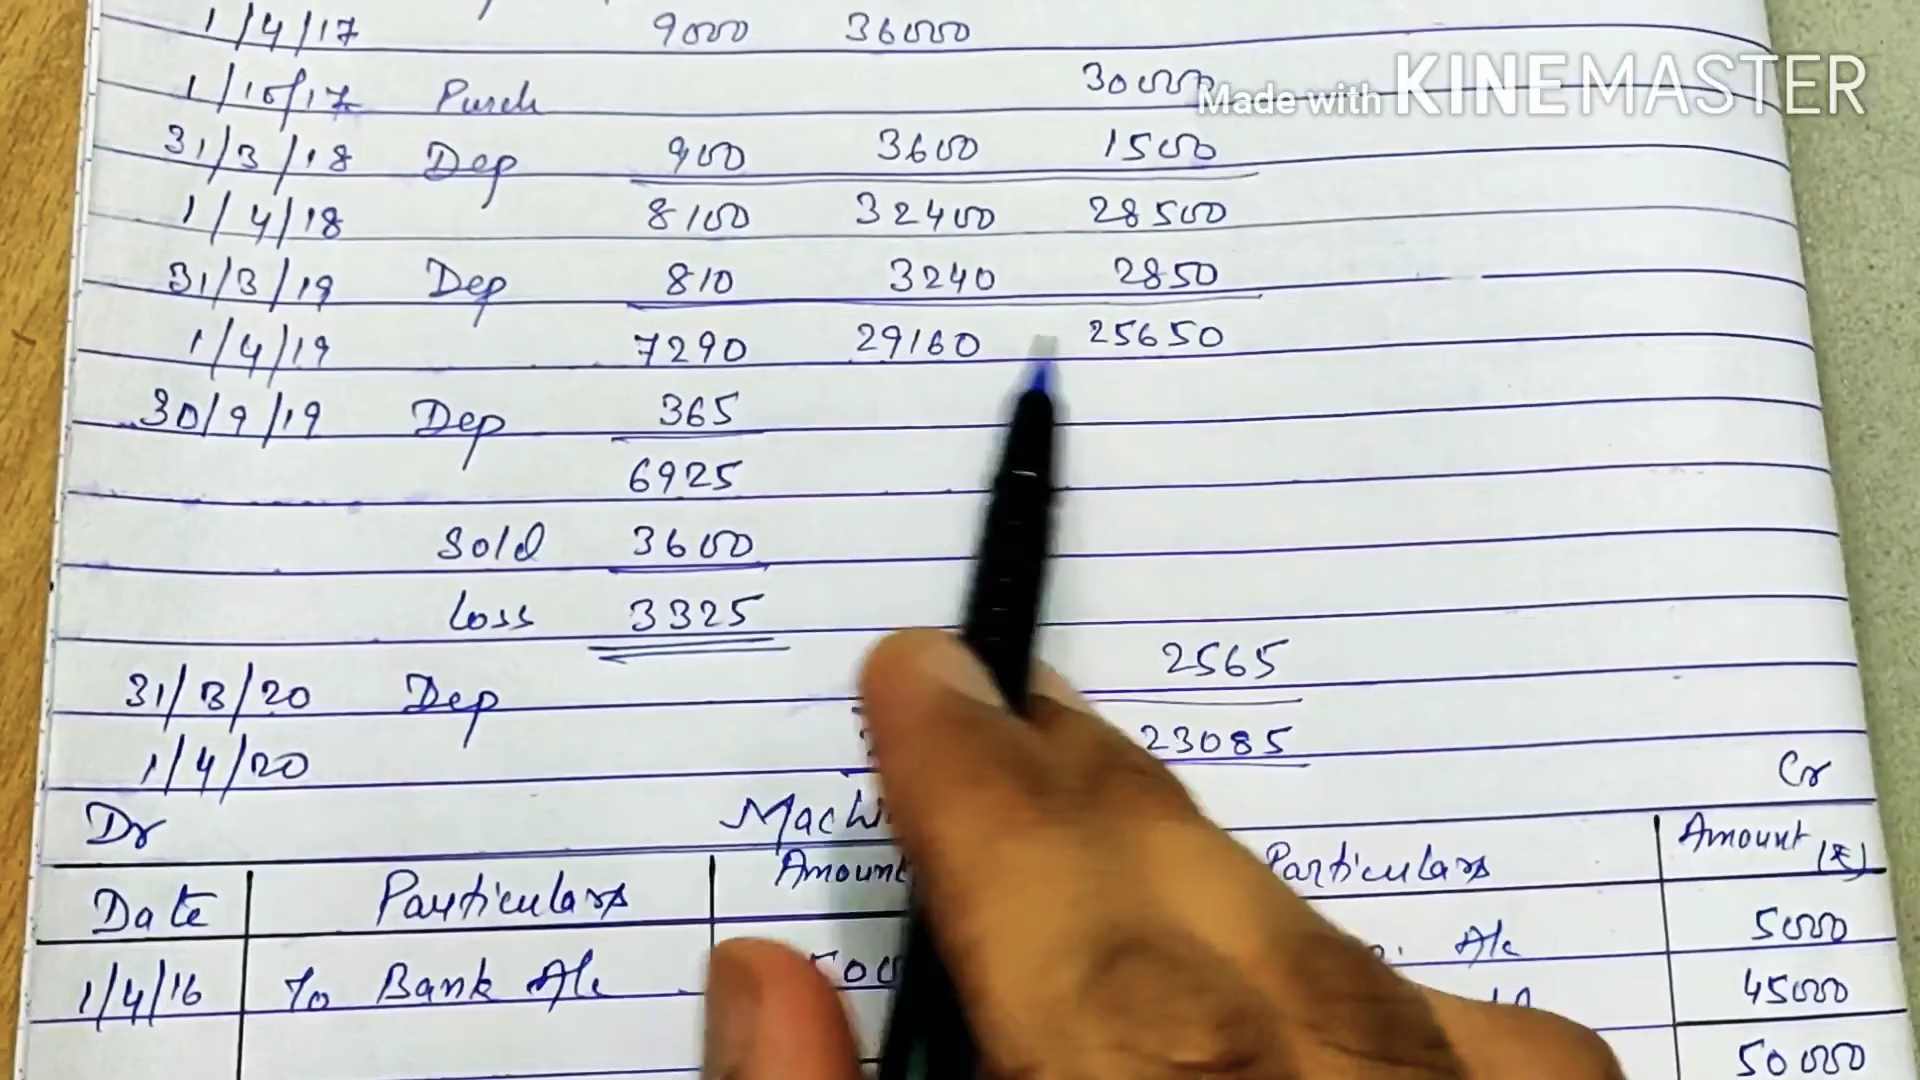 1/4/17 9000 36000
1/10/17 Purch 30000
Made with KINEMASTER
31/3/18 Dep 900 3600 1500
1/4/18 8100 32400 28500
31/3/19 Dep 810 3240 2850
1/4/19 7290 29160 25650
30/9/19 Dep 365
6925
Sold 3600
loss 3325
31/3/20 Dep 2565
1/4/20 23085
Dr Machi Cr
Date Particulars Amount Particulars Amount (₹)
A/c 5000
1/4/16 To Bank A/c 45000
50000